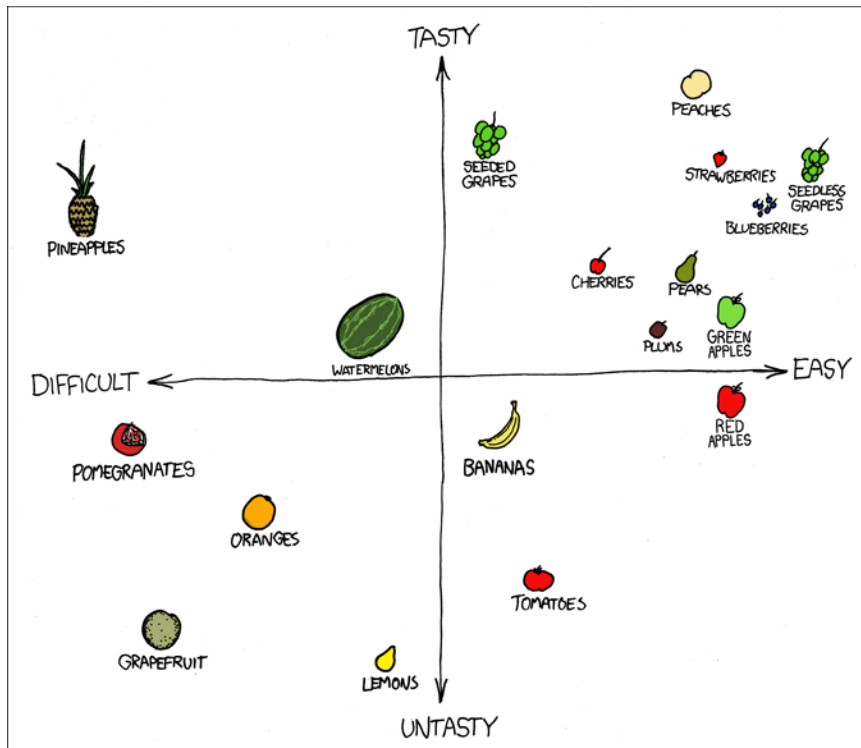 TASTY
PEACHES
SEEDED
GRAPES
STRAWBERRIES
SEEDLESS
GRAPES
BLUEBERRIES
PINEAPPLES
CHERRIES
PEARS
GREEN
APPLES
PLUMS
WATERMELONS
DIFFICULT
EASY
RED
APPLES
POMEGRANATES
BANANAS
ORANGES
TOMATOES
GRAPEFRUIT
LEMONS
UNTASTY